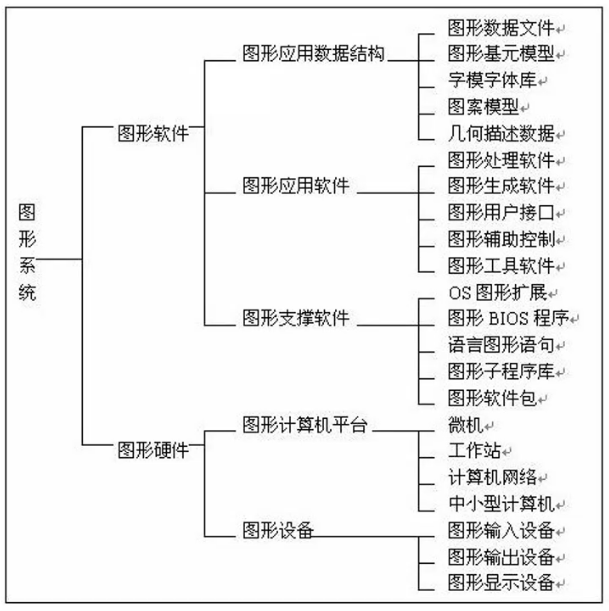 图形系统
图形软件
图形应用数据结构
图形数据文件
图形基元模型
字模字体库
图案模型
几何描述数据
图形应用软件
图形处理软件
图形生成软件
图形用户接口
图形辅助控制
图形工具软件
图形支撑软件
OS 图形扩展
图形 BIOS 程序
语言图形语句
图形子程序库
图形软件包
图形硬件
图形计算机平台
微机
工作站
计算机网络
中小型计算机
图形设备
图形输入设备
图形输出设备
图形显示设备